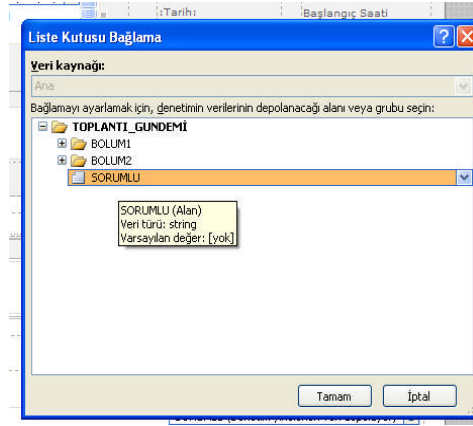 :Tarih:
Başlangıç Saati
Liste Kutusu Bağlama
Veri kaynağı:
Ana
Bağlamayı ayarlamak için, denetimin verilerinin depolanacağı alanı veya grubu seçin:
TOPLANTI_GUNDEMİ
BOLUM1
BOLUM2
SORUMLU
SORUMLU (Alan)
Veri türü: string
Varsayılan değer: [yok]
Tamam
İptal